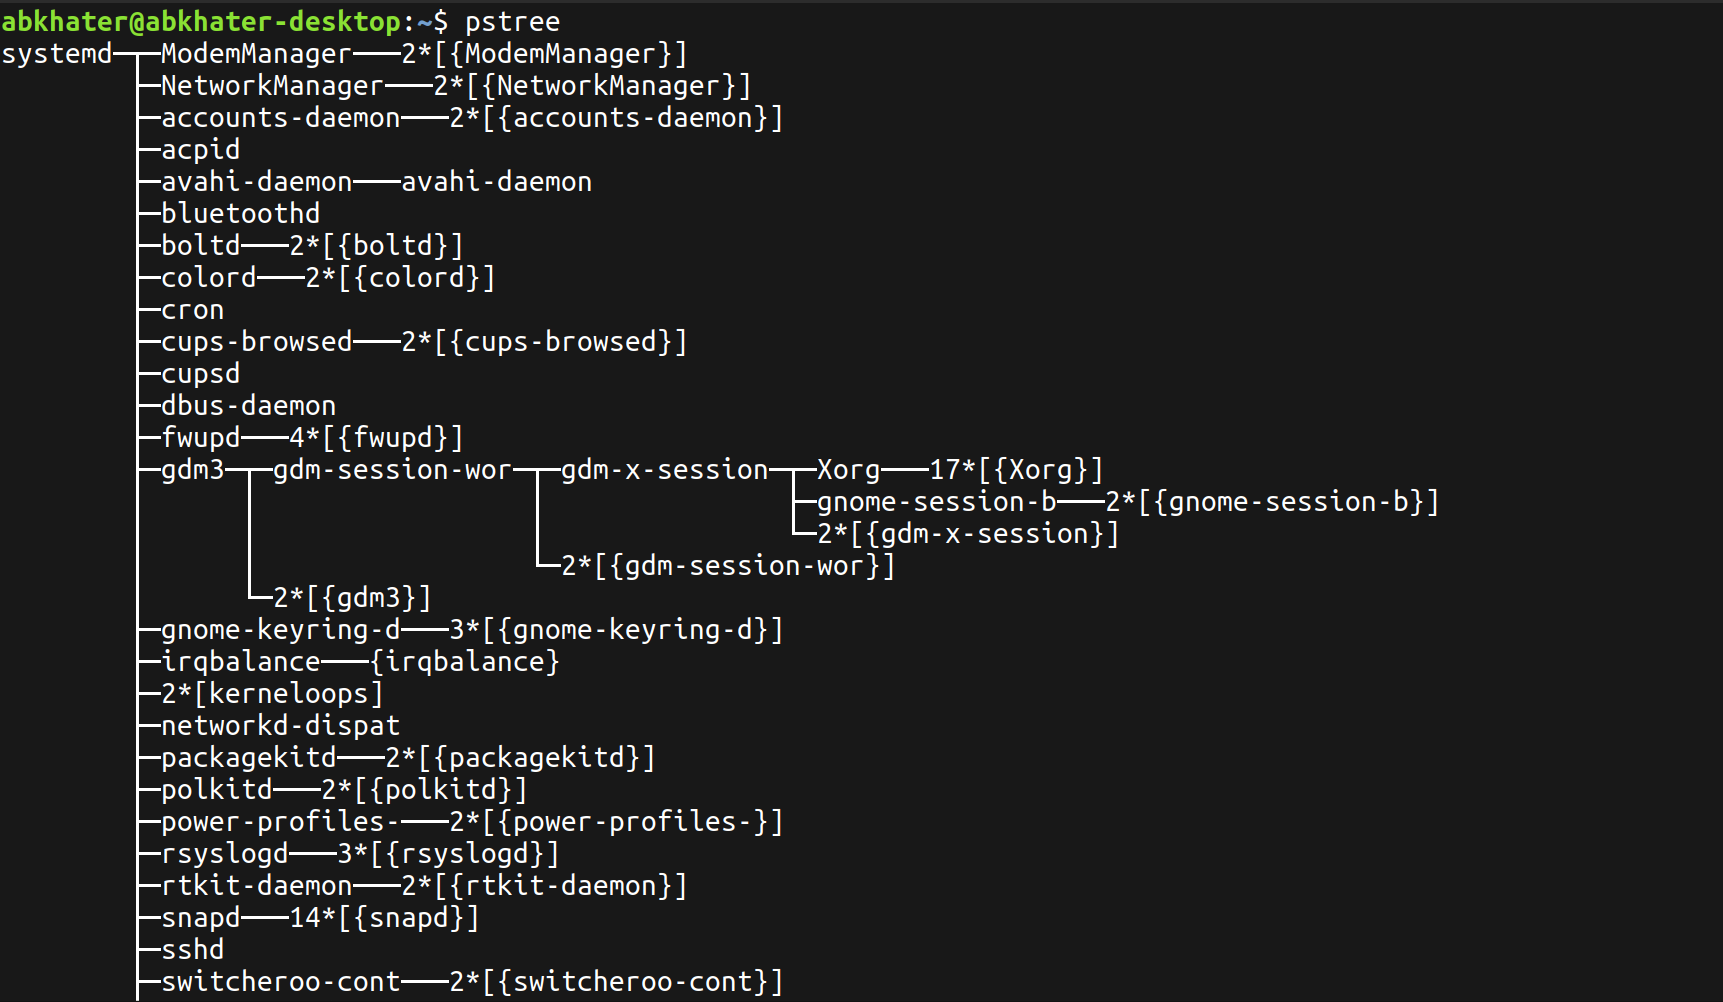 abkhater@abkhater-desktop:~$ pstree
systemd─┬─ModemManager───2*[{ModemManager}]
        ├─NetworkManager───2*[{NetworkManager}]
        ├─accounts-daemon───2*[{accounts-daemon}]
        ├─acpid
        ├─avahi-daemon───avahi-daemon
        ├─bluetoothd
        ├─boltd───2*[{boltd}]
        ├─colord───2*[{colord}]
        ├─cron
        ├─cups-browsed───2*[{cups-browsed}]
        ├─cupsd
        ├─dbus-daemon
        ├─fwupd───4*[{fwupd}]
        ├─gdm3─┬─gdm-session-wor─┬─gdm-x-session─┬─Xorg───17*[{Xorg}]
        │      │                 │               ├─gnome-session-b───2*[{gnome-session-b}]
        │      │                 │               └─2*[{gdm-x-session}]
        │      │                 └─2*[{gdm-session-wor}]
        │      └─2*[{gdm3}]
        ├─gnome-keyring-d───3*[{gnome-keyring-d}]
        ├─irqbalance───{irqbalance}
        ├─2*[kerneloops]
        ├─networkd-dispat
        ├─packagekitd───2*[{packagekitd}]
        ├─polkitd───2*[{polkitd}]
        ├─power-profiles-───2*[{power-profiles-}]
        ├─rsyslogd───3*[{rsyslogd}]
        ├─rtkit-daemon───2*[{rtkit-daemon}]
        ├─snapd───14*[{snapd}]
        ├─sshd
        ├─switcheroo-cont───2*[{switcheroo-cont}]